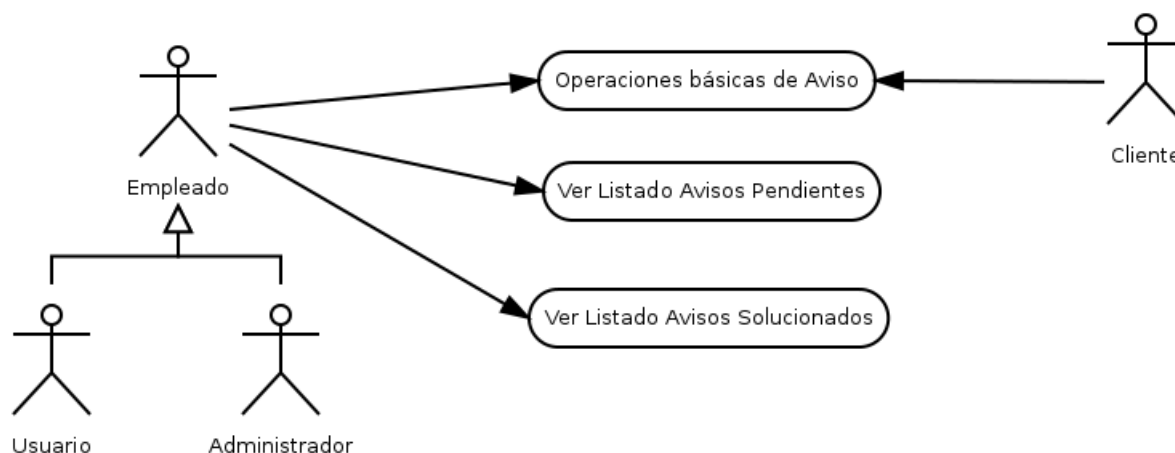 Operaciones básicas de Aviso
Cliente
Empleado
Ver Listado Avisos Pendientes
Ver Listado Avisos Solucionados
Usuario
Administrador